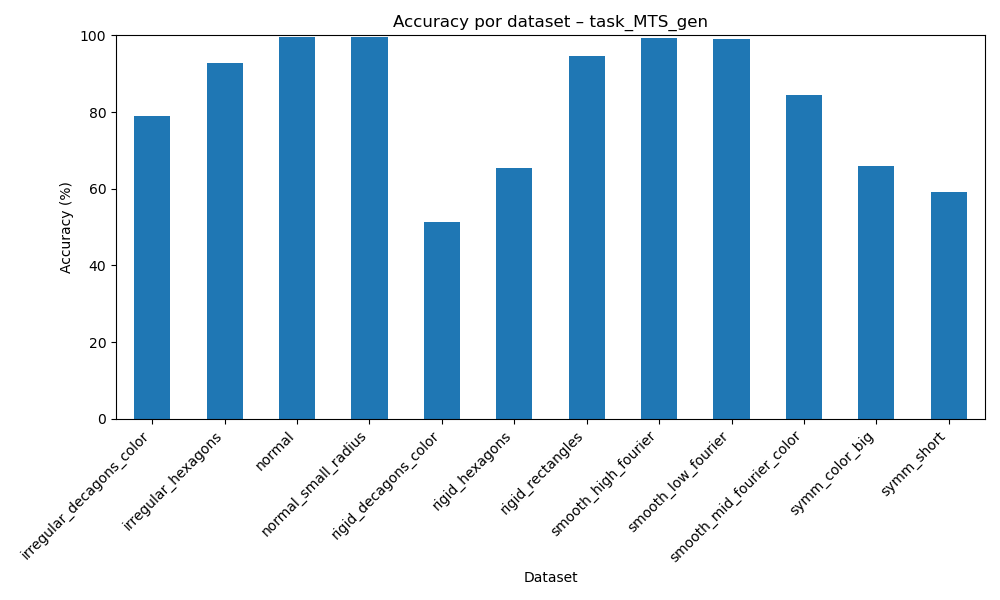 Accuracy por dataset – task_MTS_gen
Accuracy (%)
100
80
60
40
20
0
irregular_decagons_color
irregular_hexagons
normal
normal_small_radius
rigid_decagons_color
rigid_hexagons
rigid_rectangles
smooth_high_fourier
smooth_low_fourier
smooth_mid_fourier_color
symm_color_big
symm_short
Dataset